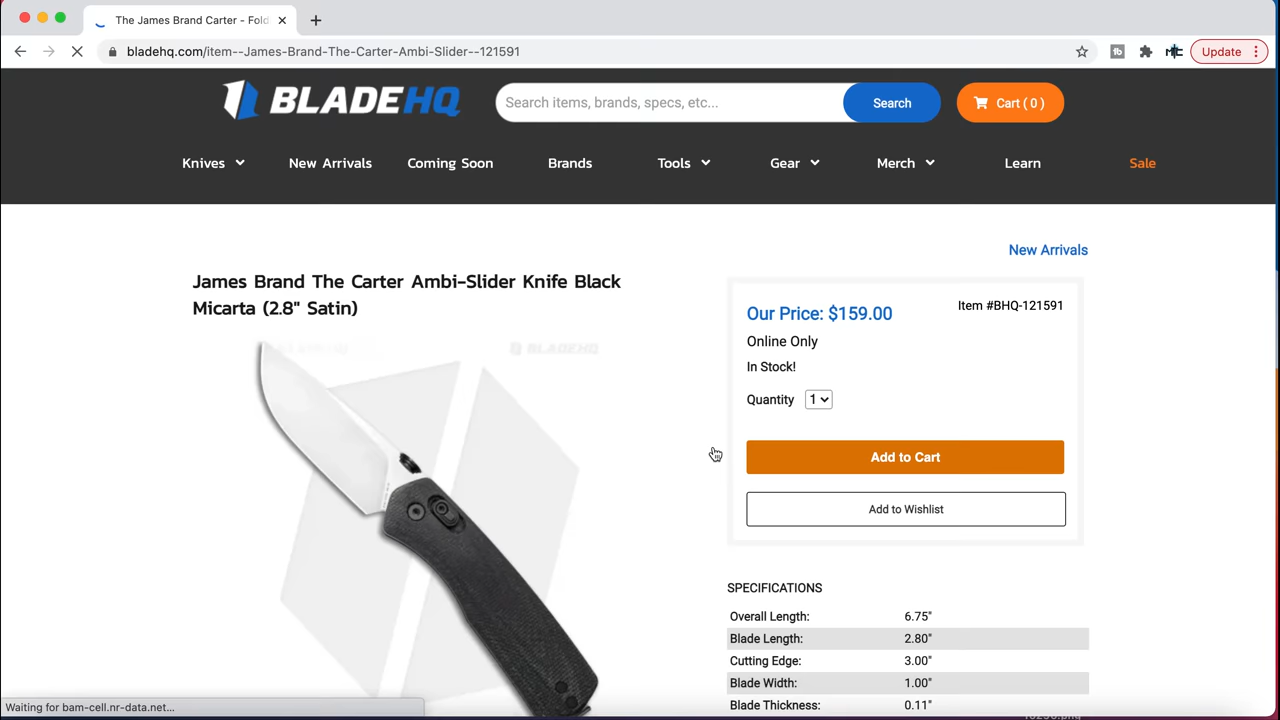 The James Brand Carter - Fold
bladehq.com/item--James-Brand-The-Carter-Ambi-Slider--121591
Update
BLADEHQ
Search items, brands, specs, etc...
Search
Cart ( 0 )
Knives
New Arrivals
Coming Soon
Brands
Tools
Gear
Merch
Learn
Sale
New Arrivals
James Brand The Carter Ambi-Slider Knife Black
Micarta (2.8" Satin)
BLADEHQ
Our Price: $159.00
Item #BHQ-121591
Online Only
In Stock!
Quantity 1
Add to Cart
Add to Wishlist
SPECIFICATIONS
Overall Length: 6.75"
Blade Length: 2.80"
Cutting Edge: 3.00"
Blade Width: 1.00"
Blade Thickness: 0.11"
Waiting for bam-cell.nr-data.net...